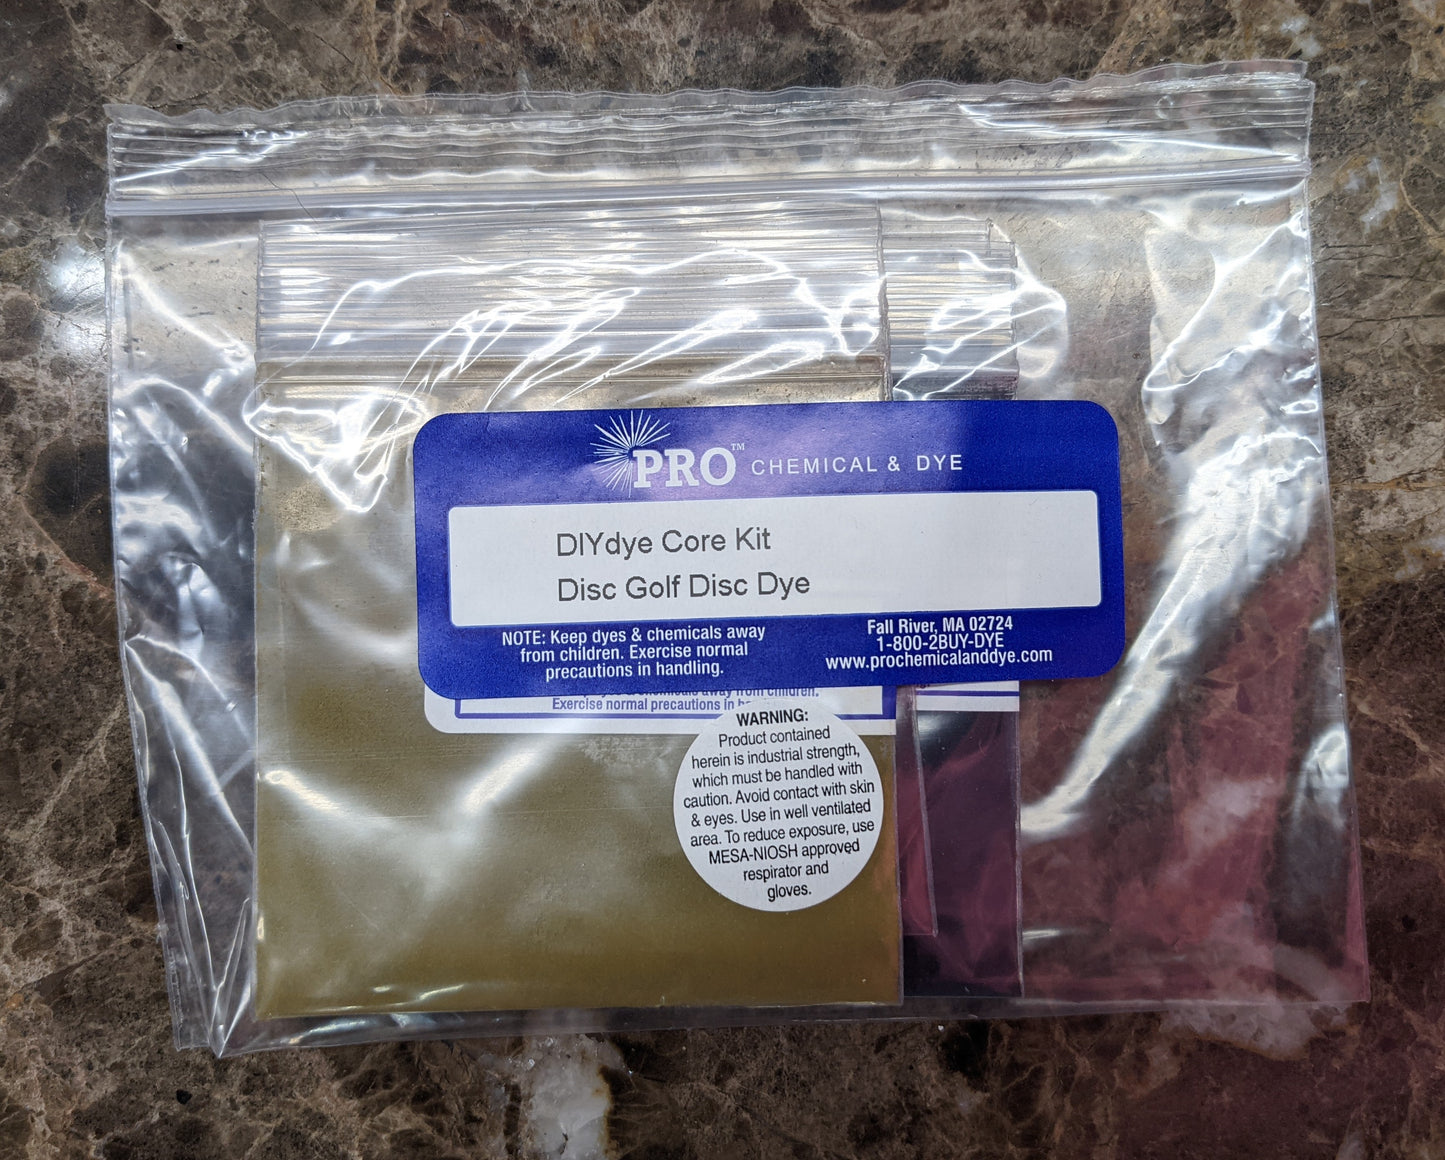 PRO™ CHEMICAL & DYE
DIYdye Core Kit
Disc Golf Disc Dye
NOTE: Keep dyes & chemicals away
from children. Exercise normal
precautions in handling.
Fall River, MA 02724
1-800-2BUY-DYE
www.prochemicalanddye.com
away from children.
Exercise normal precautions in
WARNING:
Product contained
herein is industrial strength,
which must be handled with
caution. Avoid contact with skin
& eyes. Use in well ventilated
area. To reduce exposure, use
MESA-NIOSH approved
respirator and
gloves.